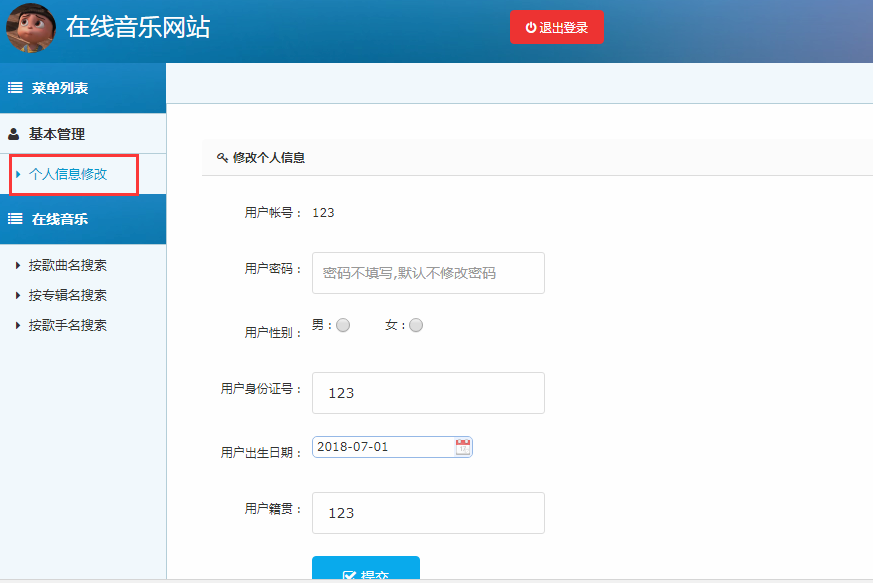 在线音乐网站
退出登录
菜单列表
基本管理
个人信息修改
在线音乐
按歌曲名搜索
按专辑名搜索
按歌手名搜索
修改个人信息
用户帐号： 123
用户密码： 密码不填写,默认不修改密码
用户性别： 男： 女：
用户身份证号： 123
用户出生日期： 2018-07-01
用户籍贯： 123
提交